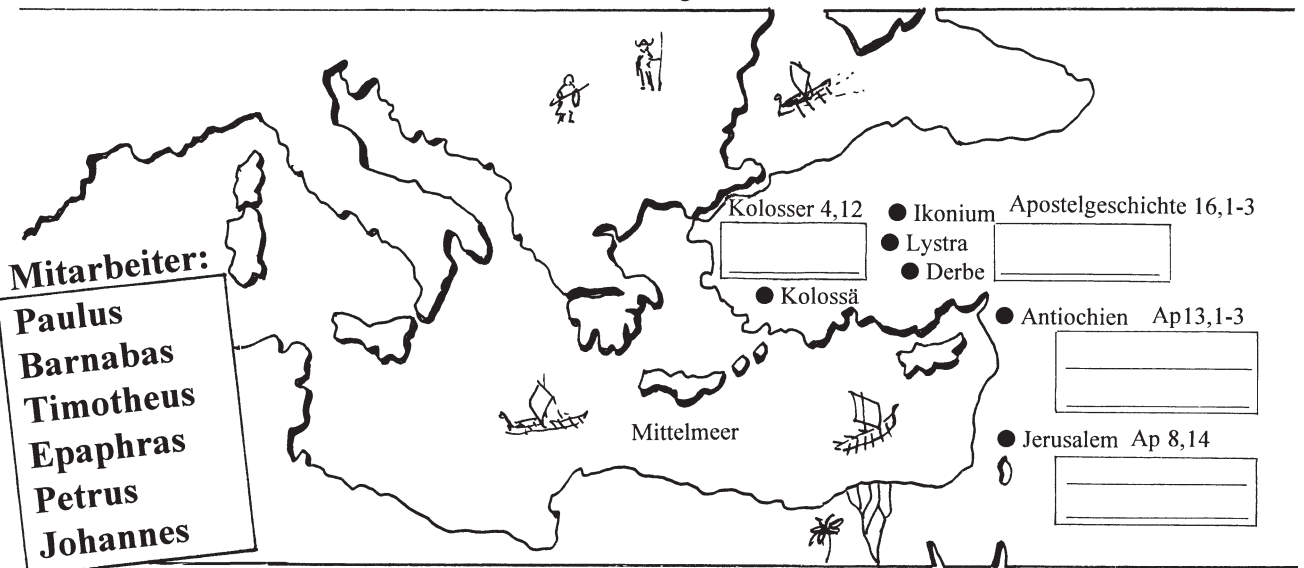 Kolosser 4,12
Ikonium Apostelgeschichte 16,1-3
Lystra
Derbe
Kolossä
Mitarbeiter:
Paulus
Barnabas
Timotheus
Epaphras
Petrus
Johannes
Antiochien Ap13,1-3
Mittelmeer
Jerusalem Ap 8,14